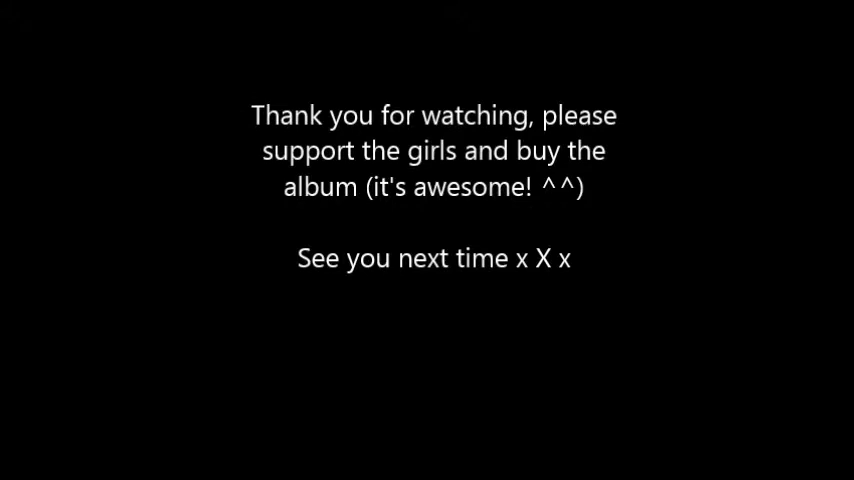 Thank you for watching, please
support the girls and buy the
album (it's awesome! ^^)
See you next time x X x